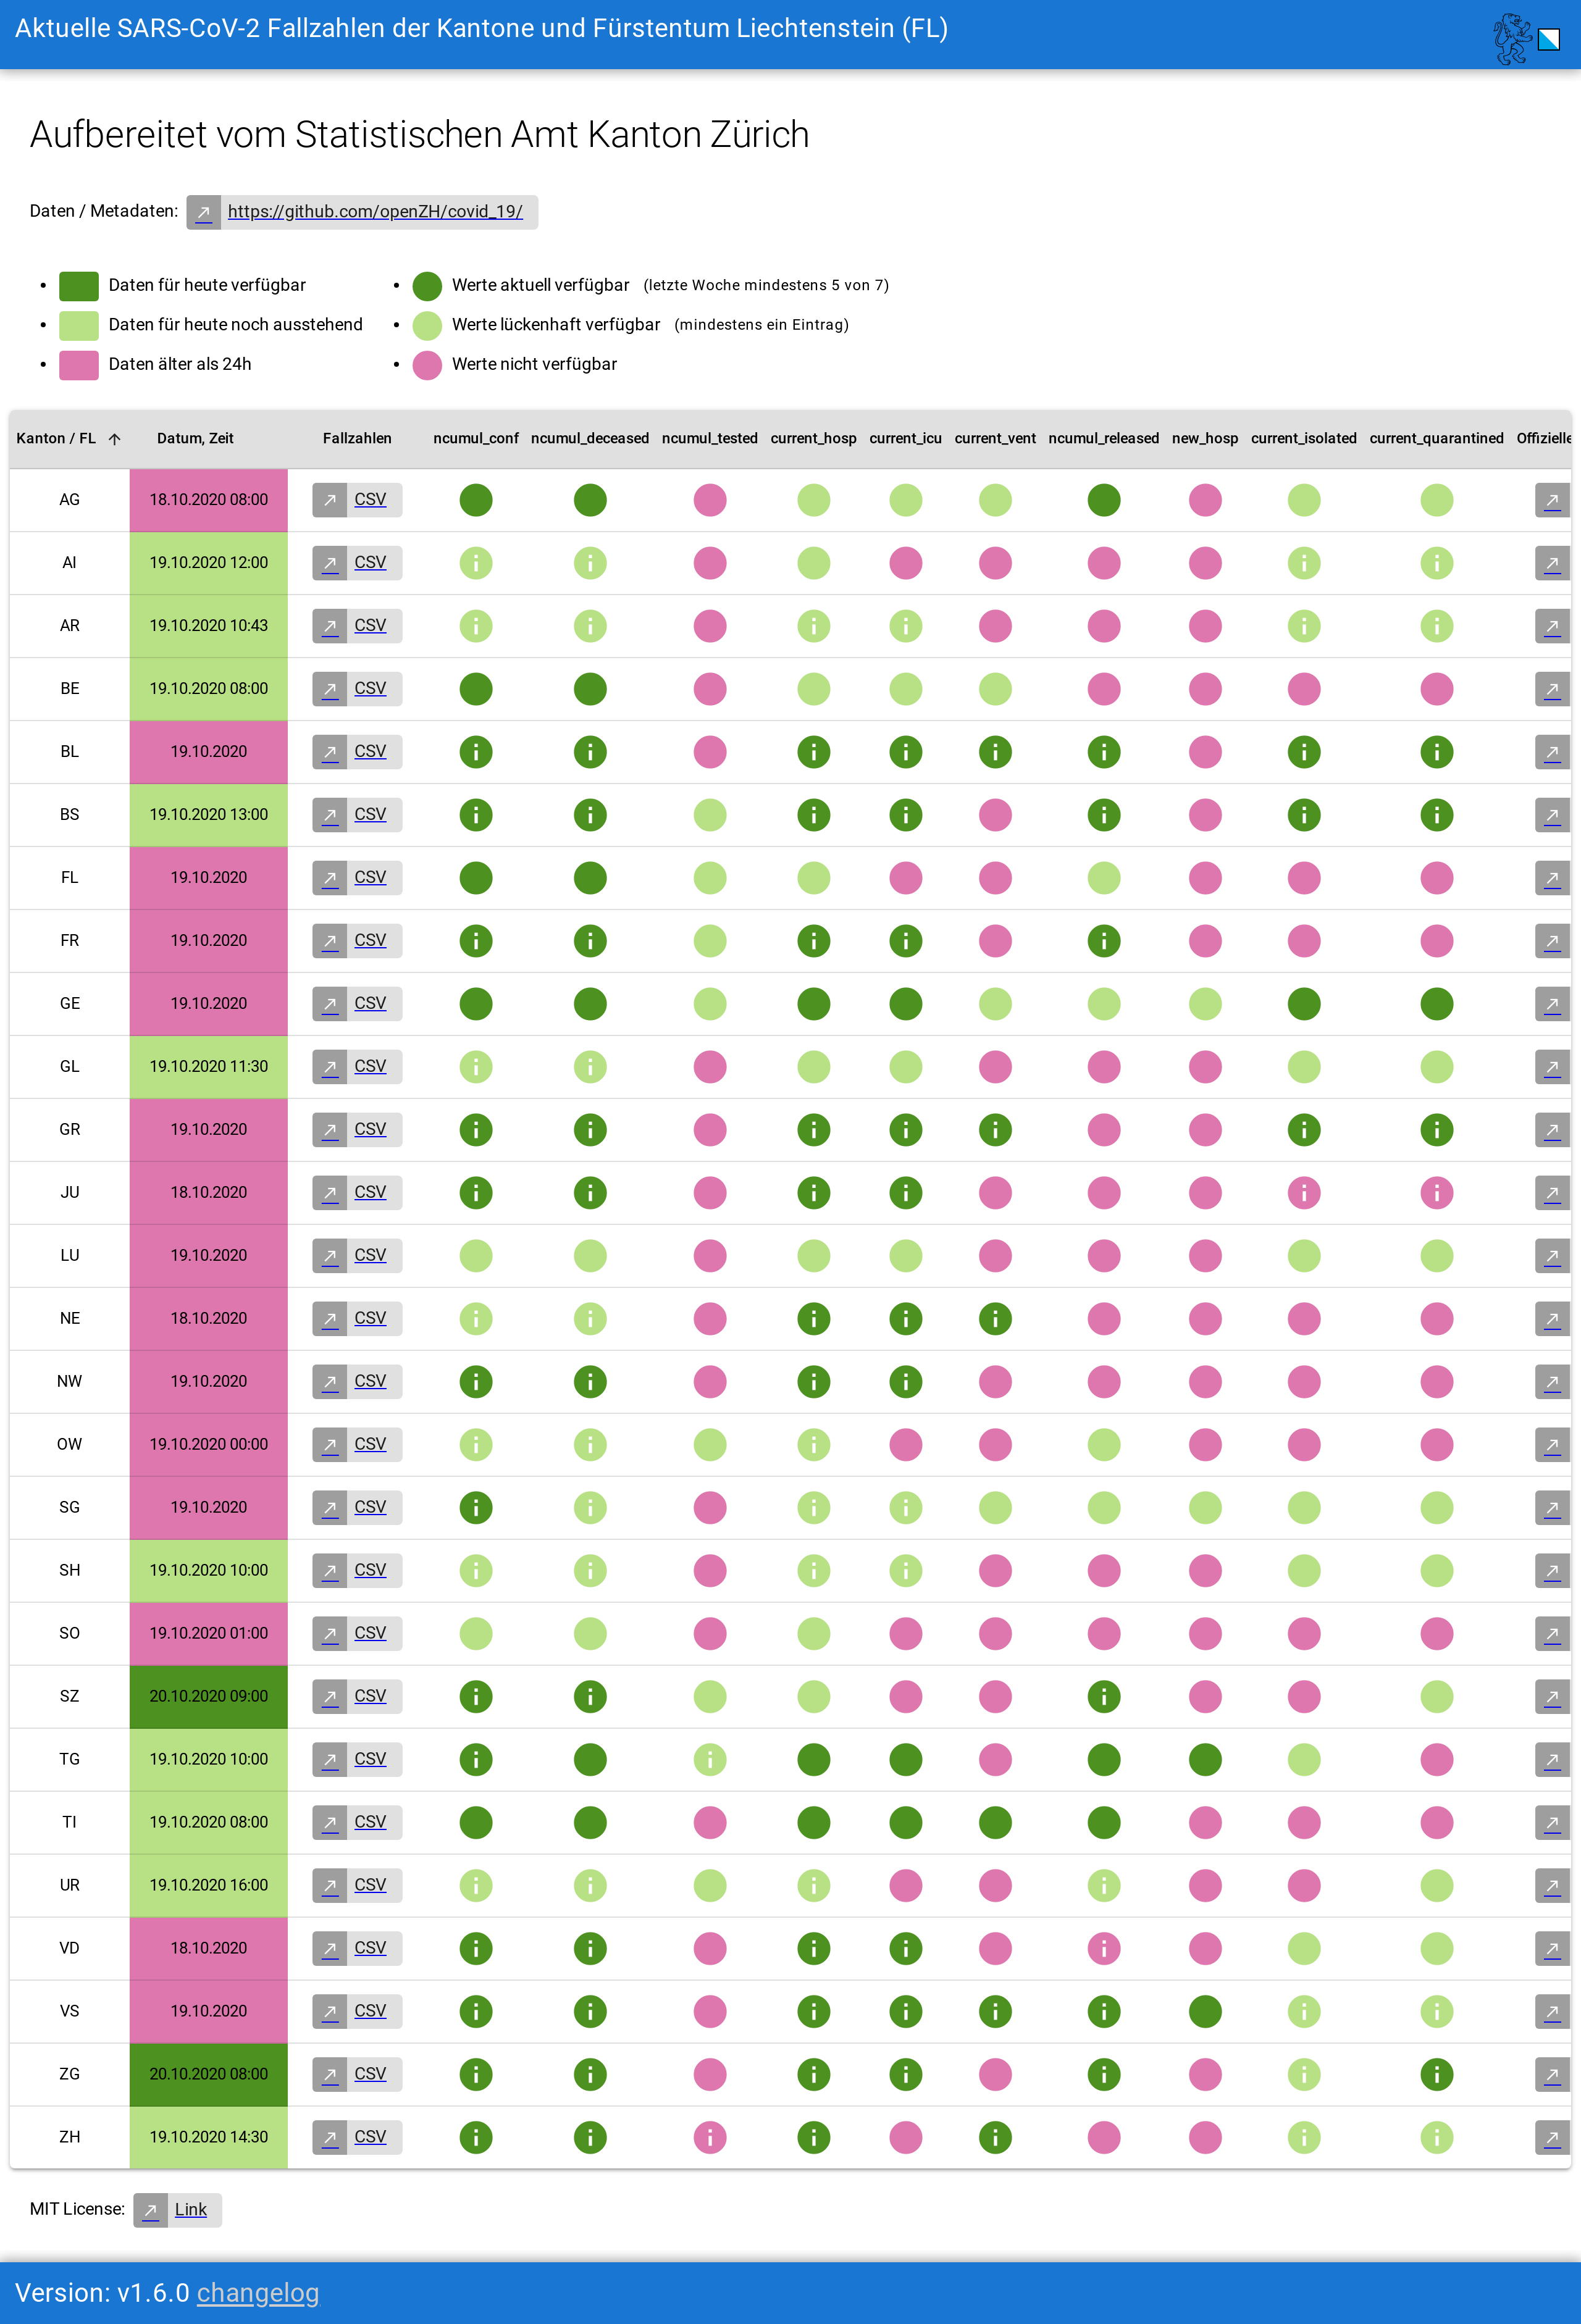 Aktuelle SARS-CoV-2 Fallzahlen der Kantone und Fürstentum Liechtenstein (FL)
Aufbereitet vom Statistischen Amt Kanton Zürich
Daten / Metadaten: https://github.com/openZH/covid_19/
Daten für heute verfügbar
Daten für heute noch ausstehend
Daten älter als 24h
Werte aktuell verfügbar (letzte Woche mindestens 5 von 7)
Werte lückenhaft verfügbar (mindestens ein Eintrag)
Werte nicht verfügbar
Kanton / FL Datum, Zeit Fallzahlen ncumul_conf ncumul_deceased ncumul_tested current_hosp current_icu current_vent ncumul_released new_hosp current_isolated current_quarantined Offizielle
AG 18.10.2020 08:00 CSV
AI 19.10.2020 12:00 CSV
AR 19.10.2020 10:43 CSV
BE 19.10.2020 08:00 CSV
BL 19.10.2020 CSV
BS 19.10.2020 13:00 CSV
FL 19.10.2020 CSV
FR 19.10.2020 CSV
GE 19.10.2020 CSV
GL 19.10.2020 11:30 CSV
GR 19.10.2020 CSV
JU 18.10.2020 CSV
LU 19.10.2020 CSV
NE 18.10.2020 CSV
NW 19.10.2020 CSV
OW 19.10.2020 00:00 CSV
SG 19.10.2020 CSV
SH 19.10.2020 10:00 CSV
SO 19.10.2020 01:00 CSV
SZ 20.10.2020 09:00 CSV
TG 19.10.2020 10:00 CSV
TI 19.10.2020 08:00 CSV
UR 19.10.2020 16:00 CSV
VD 18.10.2020 CSV
VS 19.10.2020 CSV
ZG 20.10.2020 08:00 CSV
ZH 19.10.2020 14:30 CSV
MIT License: Link
Version: v1.6.0 changelog